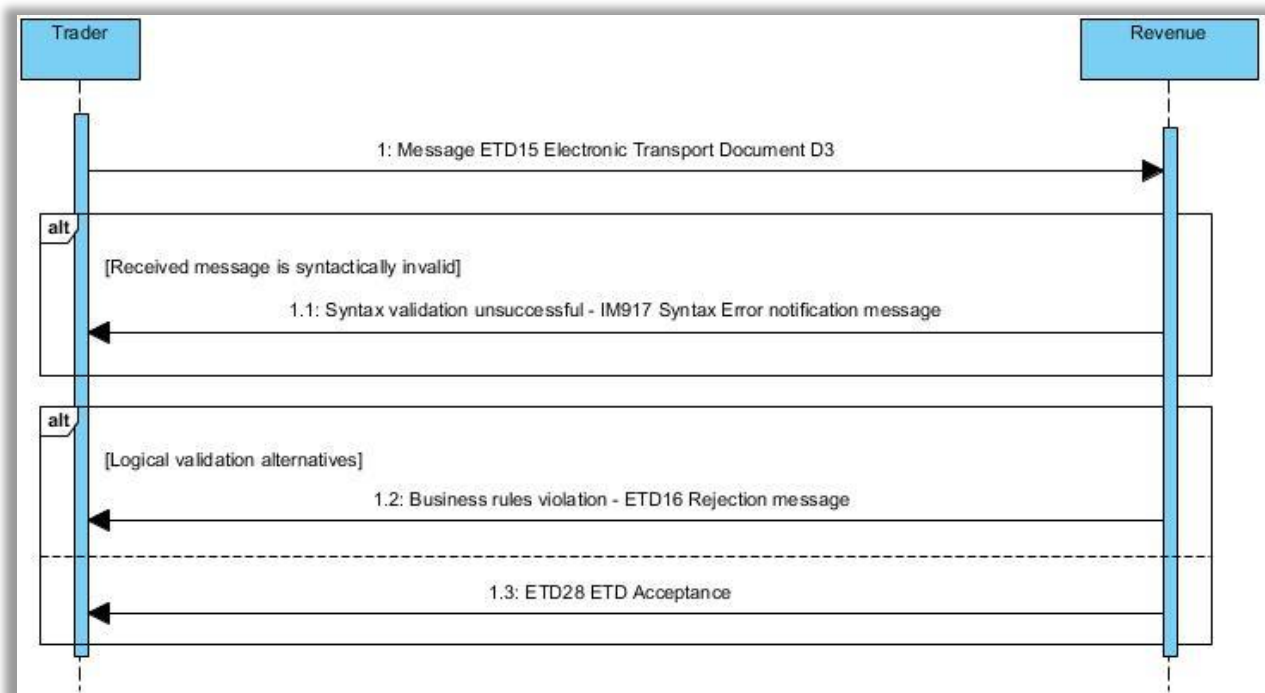 Trader
Revenue
1: Message ETD15 Electronic Transport Document D3
alt
[Received message is syntactically invalid]
1.1: Syntax validation unsuccessful - IM917 Syntax Error notification message
alt
[Logical validation alternatives]
1.2: Business rules violation - ETD16 Rejection message
1.3: ETD28 ETD Acceptance